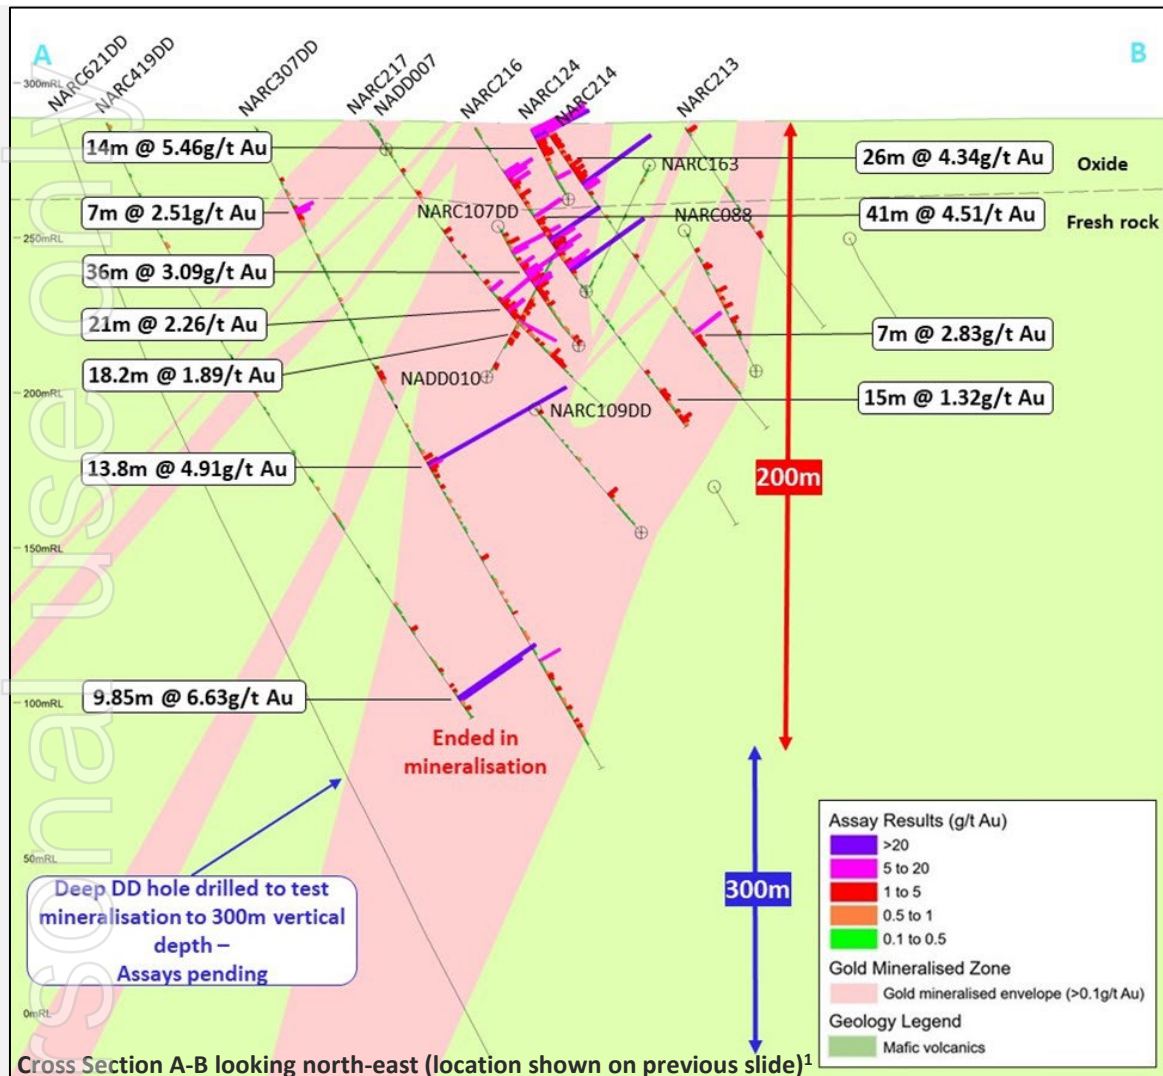 A
B
NARC621DD
NARC419DD
NARC307DD
NARC217
NADD007
NARC216
NARC124
NARC214
NARC213
300mRL
14m @ 5.46g/t Au
26m @ 4.34g/t Au
Oxide
NARC163
7m @ 2.51g/t Au
NARC107DD
NARC088
41m @ 4.51/t Au
Fresh rock
250mRL
36m @ 3.09g/t Au
21m @ 2.26/t Au
7m @ 2.83g/t Au
18.2m @ 1.89/t Au
NADD010
200mRL
15m @ 1.32g/t Au
NARC109DD
13.8m @ 4.91g/t Au
200m
150mRL
9.85m @ 6.63g/t Au
100mRL
Ended in
mineralisation
50mRL
Deep DD hole drilled to test
mineralisation to 300m vertical
depth –
Assays pending
300m
0mRL
Assay Results (g/t Au)
>20
5 to 20
1 to 5
0.5 to 1
0.1 to 0.5
Gold Mineralised Zone
Gold mineralised envelope (>0.1g/t Au)
Geology Legend
Mafic volcanics
Cross Section A-B looking north-east (location shown on previous slide)¹
rsonal use only